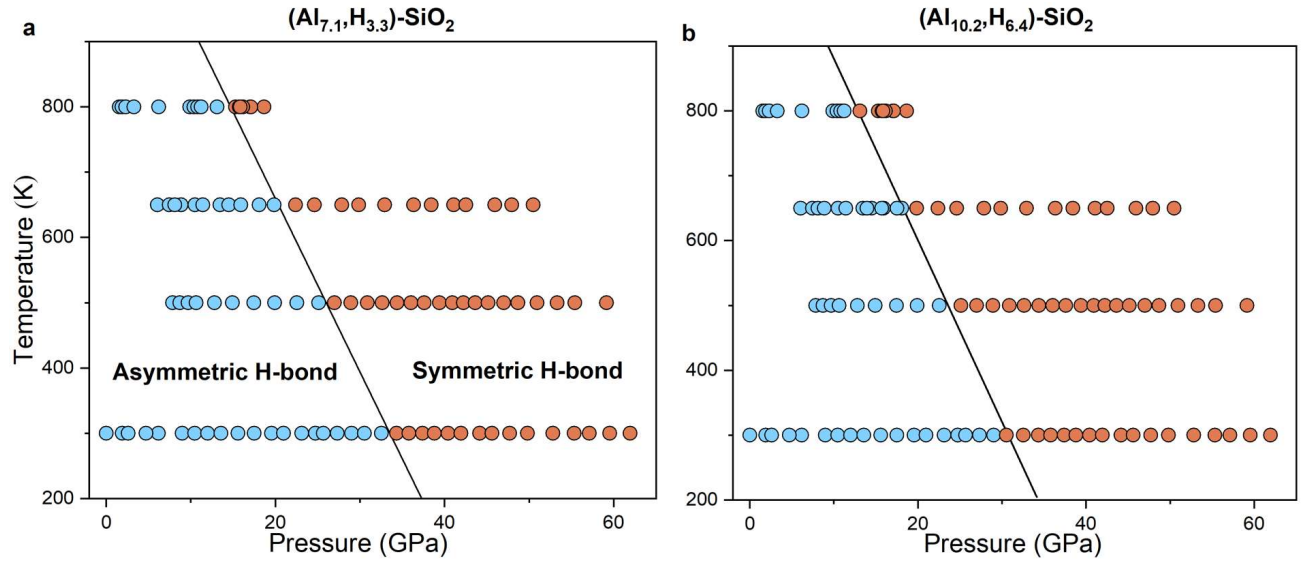 (Al7.1,H3.3)-SiO2
a
800
600
400
200
Temperature (K)
Asymmetric H-bond
Symmetric H-bond
0
20
40
60
Pressure (GPa)
(Al10.2,H6.4)-SiO2
b
800
600
400
200
0
20
40
60
Pressure (GPa)